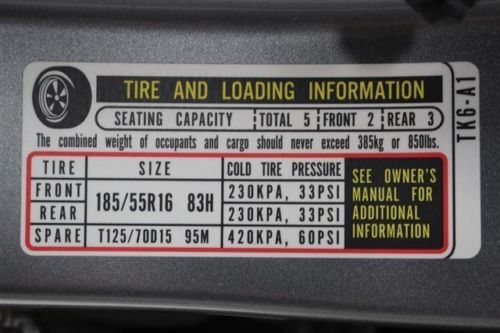 TIRE AND LOADING INFORMATION
SEATING CAPACITY TOTAL 5 FRONT 2 REAR 3
The combined weight of occupants and cargo should never exceed 385kg or 850lbs.
TIRE SIZE COLD TIRE PRESSURE
FRONT 185/55R16 83H 230KPA, 33PSI
REAR 230KPA, 33PSI
SPARE T125/70D15 95M 420KPA, 60PSI
SEE OWNER'S
MANUAL FOR
ADDITIONAL
INFORMATION
TK6-A1